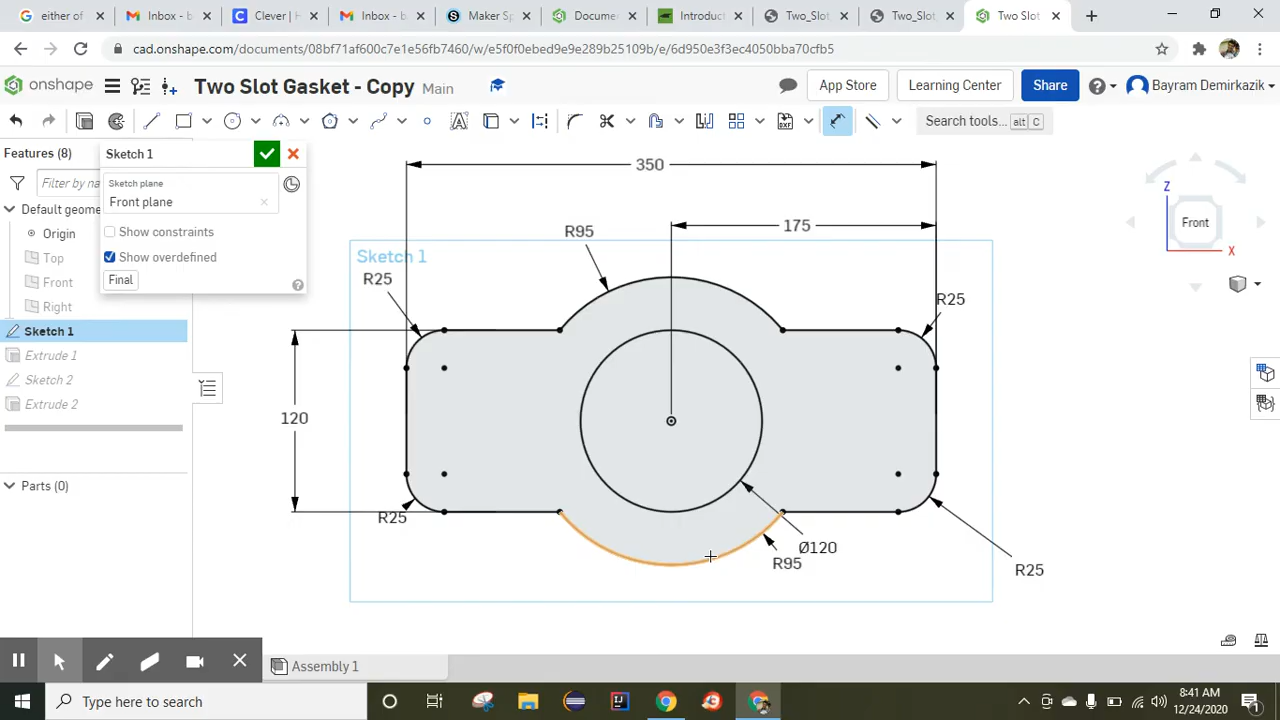 either of
Inbox - b
Clever | H
Inbox --
Maker Sp
Docume
Introduct
Two_Slot
Two_Slot
Two Slot
cad.onshape.com/documents/08bf71af600c7e1e56fb7460/w/e5f0f0ebed9e9e289b25109b/e/6d950e3f3ec4050bba70cfb5
onshape
Two Slot Gasket - Copy Main
App Store
Learning Center
Share
Bayram Demirkazik
Search tools... alt C
Features (8)
Sketch 1
Filter by na
Sketch plane
Front plane
Default geome
Show constraints
Origin
Show overdefined
Top
Final
Front
Right
Sketch 1
Extrude 1
Sketch 2
Extrude 2
Parts (0)
350
175
R95
Sketch 1
R25
R25
120
R25
Ø120
R95
R25
Z
Front
X
Assembly 1
Type here to search
8:41 AM
12/24/2020
1